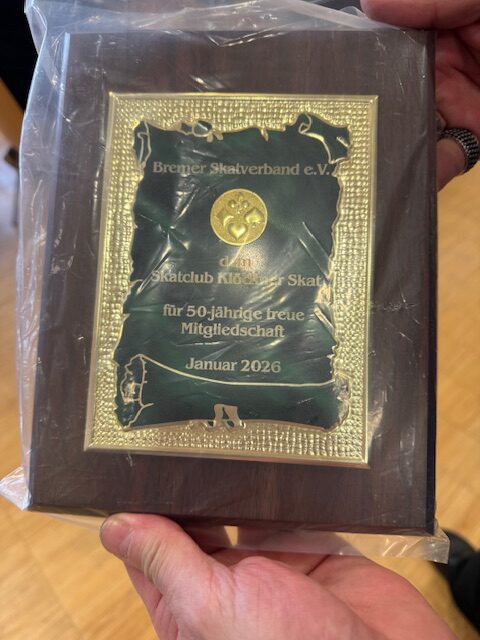 Bremer Skatverband e.V.
dem
Skatclub Klöckner Skat
für 50-jährige treue
Mitgliedschaft
Januar 2026